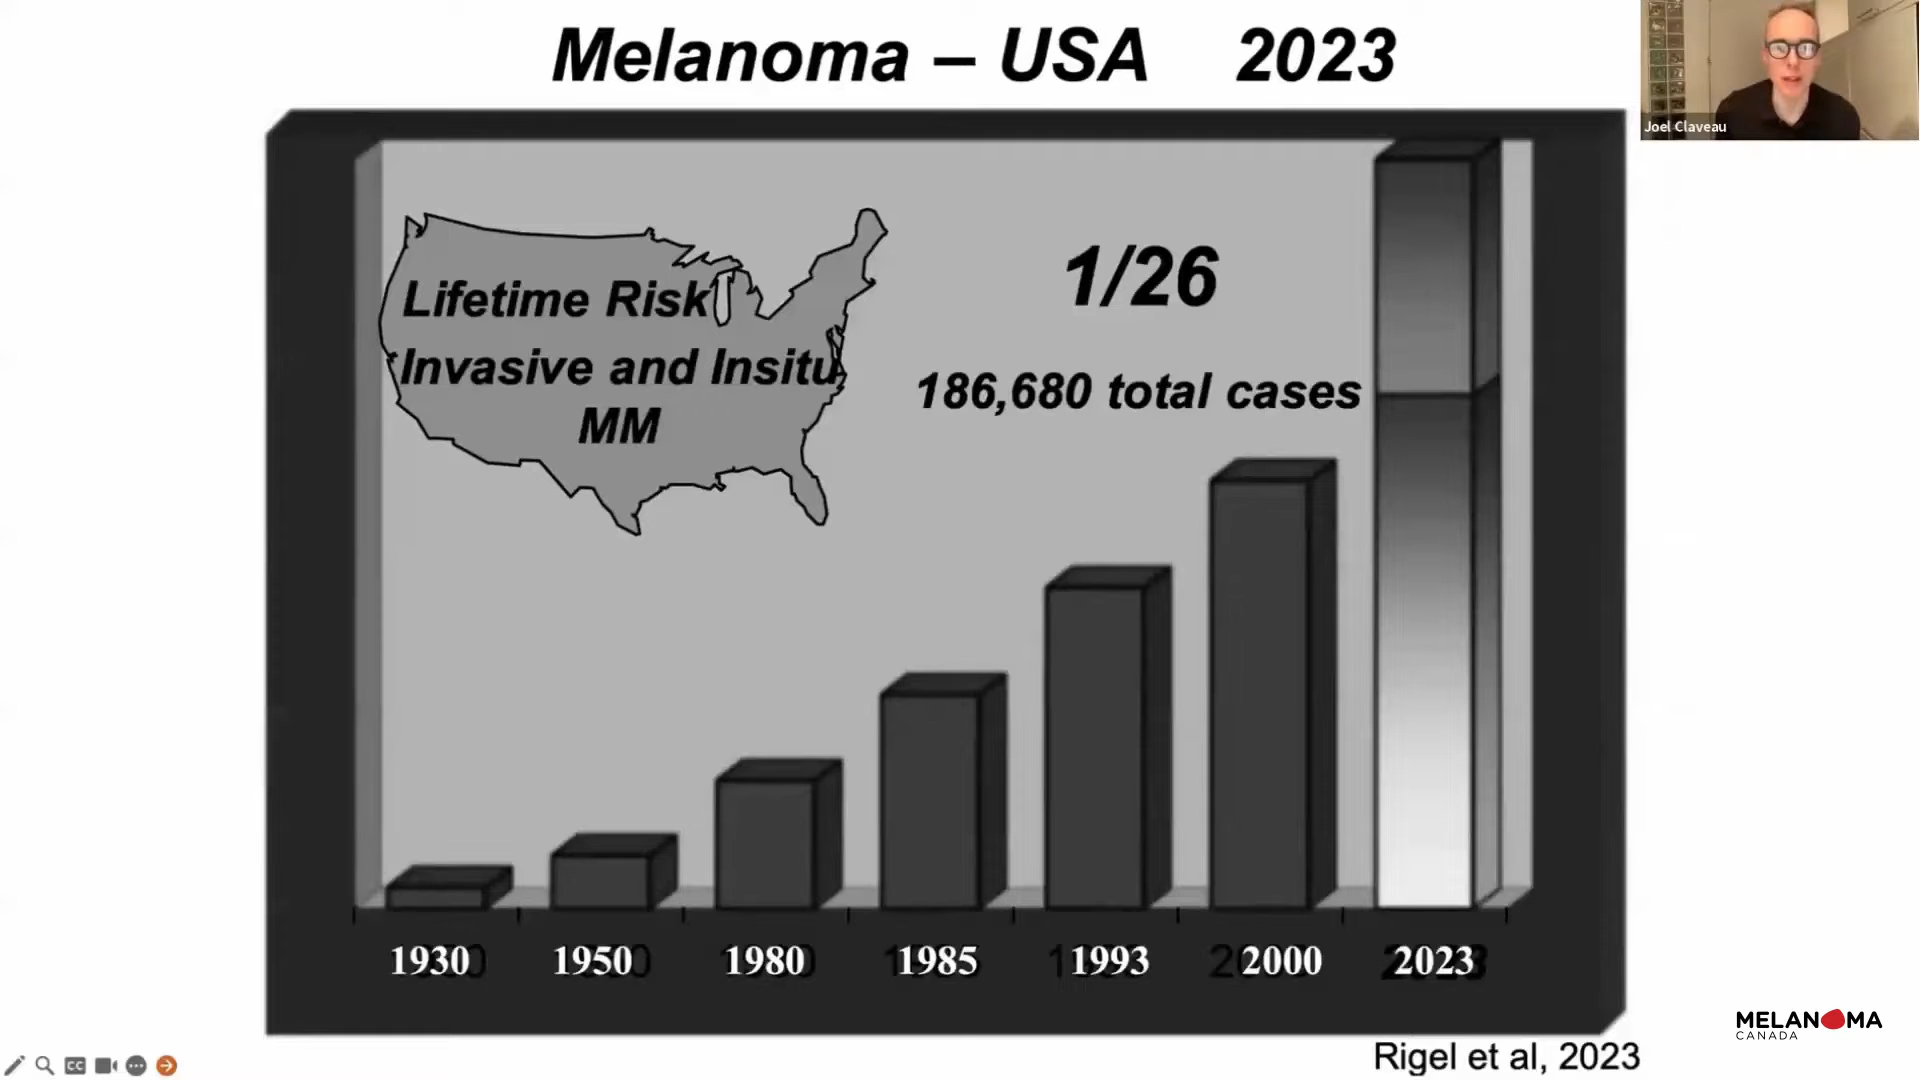 Melanoma – USA 2023
Joel Claveau
Lifetime Risk
Invasive and Insitu
MM
1/26
186,680 total cases
1930 1950 1980 1985 1993 2000 2023
MELANOMA
CANADA
CC
Rigel et al, 2023